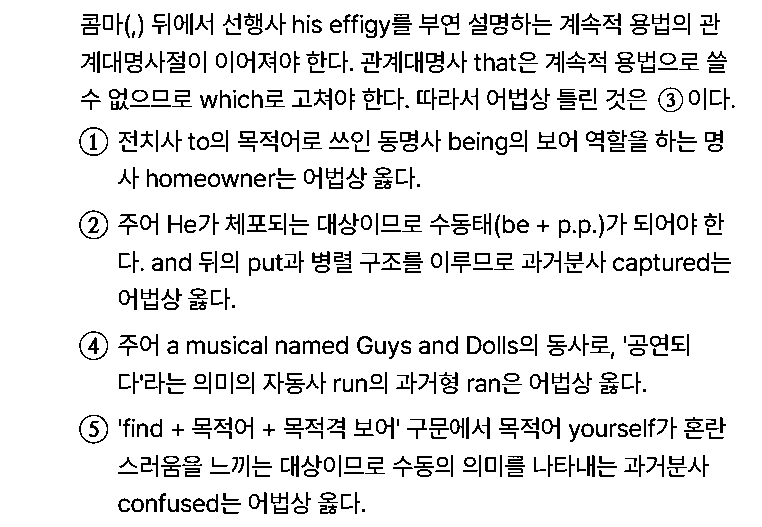 콤마(,) 뒤에서 선행사 his effigy를 부연 설명하는 계속적 용법의 관
계대명사절이 이어져야 한다. 관계대명사 that은 계속적 용법으로 쓸
수 없으므로 which로 고쳐야 한다. 따라서 어법상 틀린 것은 ③이다.
① 전치사 to의 목적어로 쓰인 동명사 being의 보어 역할을 하는 명
사 homeowner는 어법상 옳다.
② 주어 He가 체포되는 대상이므로 수동태(be + p.p.)가 되어야 한
다. and 뒤의 put과 병렬 구조를 이루므로 과거분사 captured는
어법상 옳다.
④ 주어 a musical named Guys and Dolls의 동사로, '공연되
다'라는 의미의 자동사 run의 과거형 ran은 어법상 옳다.
⑤ 'find + 목적어 + 목적격 보어' 구문에서 목적어 yourself가 혼란
스러움을 느끼는 대상이므로 수동의 의미를 나타내는 과거분사
confused는 어법상 옳다.